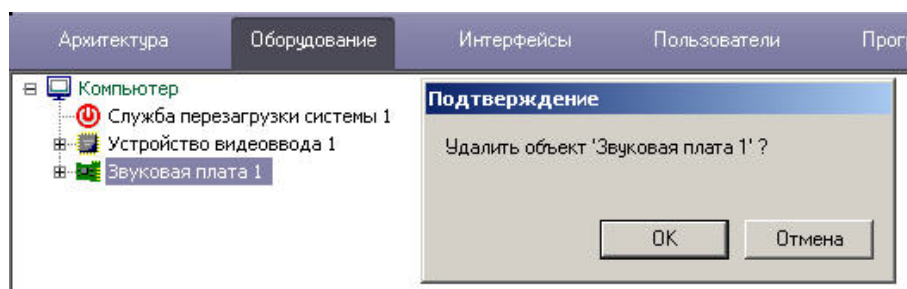 Архитектура Оборудование Интерфейсы Пользователи Прог
Компьютер
Служба перезагрузки системы 1
Устройство видеоввода 1
Звуковая плата 1
Подтверждение
Удалить объект 'Звуковая плата 1' ?
OK Отмена